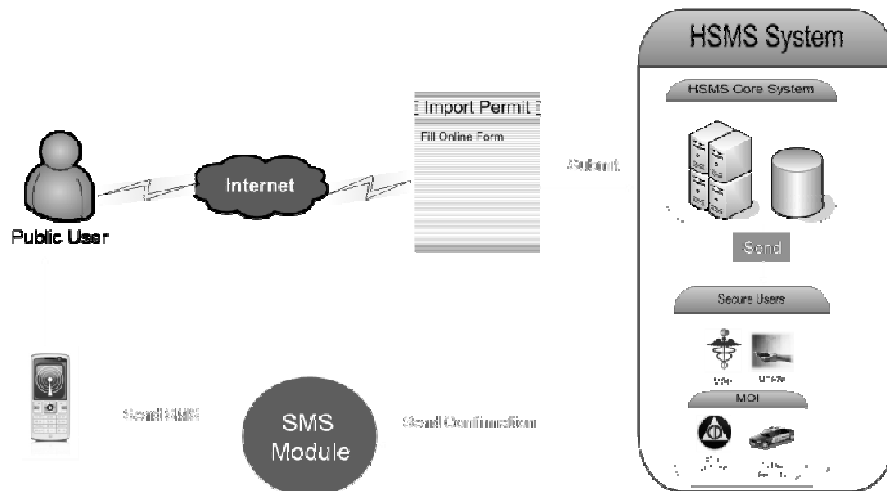 HSMS System
HSMS Core System
Import Permit
Fill Online Form
Submit
Internet
Public User
Send
Secure Users
MOI
Send SMS
SMS
Module
Send Confirmation